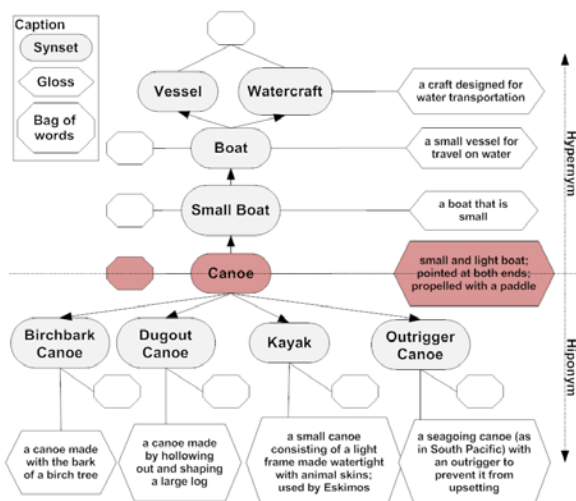 Caption
Synset
Gloss
Bag of
words
Vessel
Watercraft
a craft designed for
water transportation
Boat
a small vessel for
travel on water
Small Boat
a boat that is
small
Canoe
small and light boat;
pointed at both ends;
propelled with a paddle
Hypernym
Hiponym
Birchbark
Canoe
Dugout
Canoe
Kayak
Outrigger
Canoe
a canoe made
with the bark
of a birch tree
a canoe made
by hollowing
out and shaping
a large log
a small canoe
consisting of a light
frame made watertight
with animal skins;
used by Eskimos
a seagoing canoe (as
in South Pacific) with
an outrigger to
prevent it from
upsetting